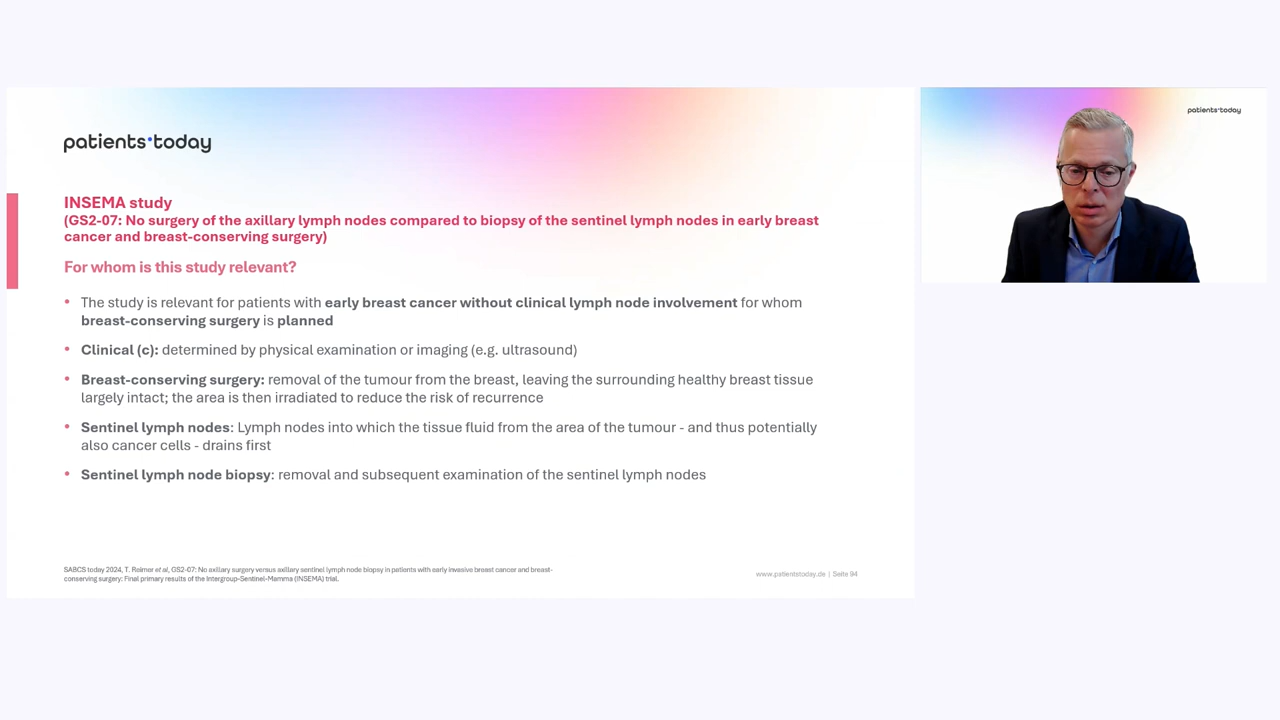 patients•today
INSEMA study
(GS2-07: No surgery of the axillary lymph nodes compared to biopsy of the sentinel lymph nodes in early breast
cancer and breast-conserving surgery)
For whom is this study relevant?
• The study is relevant for patients with early breast cancer without clinical lymph node involvement for whom
breast-conserving surgery is planned
• Clinical (c): determined by physical examination or imaging (e.g. ultrasound)
• Breast-conserving surgery: removal of the tumour from the breast, leaving the surrounding healthy breast tissue
largely intact; the area is then irradiated to reduce the risk of recurrence
• Sentinel lymph nodes: Lymph nodes into which the tissue fluid from the area of the tumour - and thus potentially
also cancer cells - drains first
• Sentinel lymph node biopsy: removal and subsequent examination of the sentinel lymph nodes
SABCS today 2024, T. Reimer et al, GS2-07: No axillary surgery versus axillary sentinel lymph node biopsy in patients with early invasive breast cancer and breast-
conserving surgery: Final primary results of the Intergroup-Sentinel-Mamma (INSEMA) trial.
www.patientstoday.de | Seite 94
patients•today